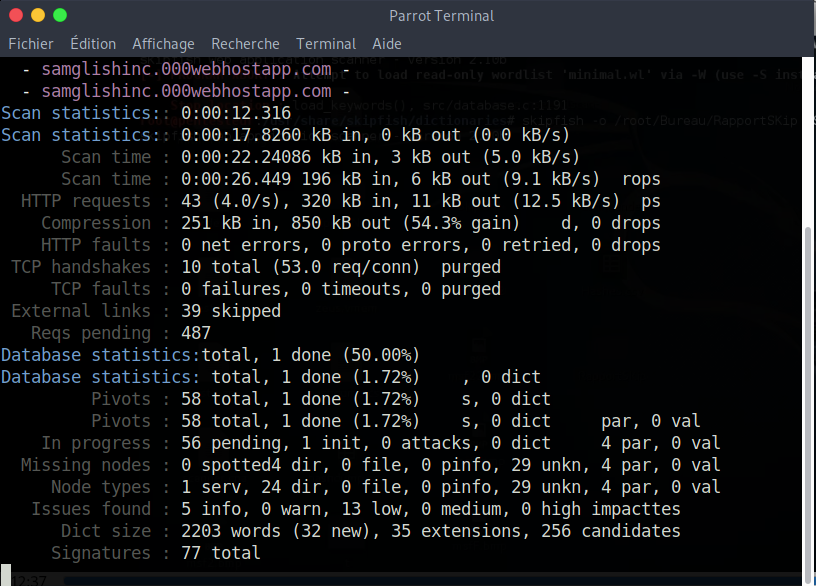 Parrot Terminal
Fichier Édition Affichage Recherche Terminal Aide
- samglishinc.000webhostapp.com -
- samglishinc.000webhostapp.com -
Scan statistics:: 0:00:12.316
Scan statistics:: 0:00:17.8260 kB in, 0 kB out (0.0 kB/s)
Scan time : 0:00:22.24086 kB in, 3 kB out (5.0 kB/s)
Scan time : 0:00:26.449 196 kB in, 6 kB out (9.1 kB/s) rops
HTTP requests : 43 (4.0/s), 320 kB in, 11 kB out (12.5 kB/s) ps
Compression : 251 kB in, 850 kB out (54.3% gain) d, 0 drops
HTTP faults : 0 net errors, 0 proto errors, 0 retried, 0 drops
TCP handshakes : 10 total (53.0 req/conn) purged
TCP faults : 0 failures, 0 timeouts, 0 purged
External links : 39 skipped
Reqs pending : 487
Database statistics:total, 1 done (50.00%)
Database statistics: total, 1 done (1.72%) , 0 dict
Pivots : 58 total, 1 done (1.72%) s, 0 dict
Pivots : 58 total, 1 done (1.72%) s, 0 dict par, 0 val
In progress : 56 pending, 1 init, 0 attacks, 0 dict 4 par, 0 val
Missing nodes : 0 spotted4 dir, 0 file, 0 pinfo, 29 unkn, 4 par, 0 val
Node types : 1 serv, 24 dir, 0 file, 0 pinfo, 29 unkn, 4 par, 0 val
Issues found : 5 info, 0 warn, 13 low, 0 medium, 0 high impacttes
Dict size : 2203 words (32 new), 35 extensions, 256 candidates
Signatures : 77 total
12:37